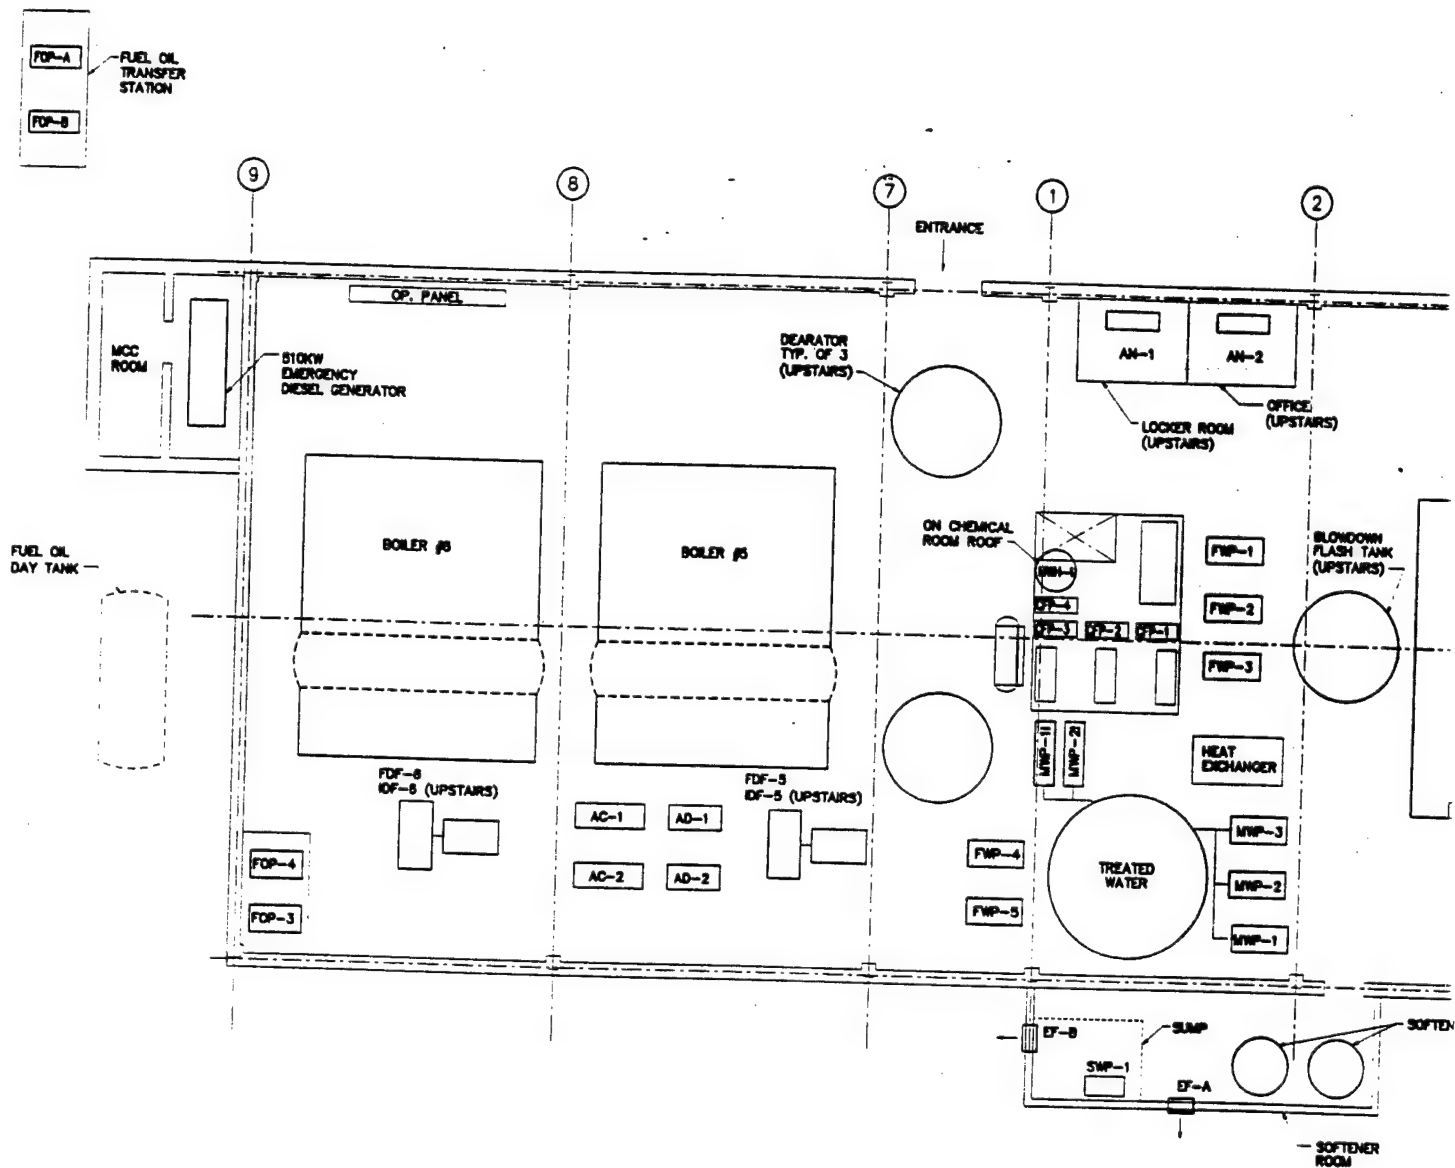 FOP-A
FUEL OIL
TRANSFER
STATION
FOP-B
9
8
7
1
2
ENTRANCE
OP. PANEL
MCC
ROOM
610KW
EMERGENCY
DIESEL GENERATOR
DEARATOR
TYP. OF 3
(UPSTAIRS)
AN-1
AN-2
OFFICE
(UPSTAIRS)
LOCKER ROOM
(UPSTAIRS)
FUEL OIL
DAY TANK
BOILER #6
BOILER #5
ON CHEMICAL
ROOM ROOF
CFP-4
CFP-3
CFP-2
CFP-1
FWP-1
FWP-2
FWP-3
BLOWDOWN
FLASH TANK
(UPSTAIRS)
MWP-11
MWP-21
HEAT
EXCHANGER
FDF-6
IDF-6 (UPSTAIRS)
FDF-5
IDF-5 (UPSTAIRS)
AC-1
AD-1
AC-2
AD-2
FOP-4
FOP-3
FWP-4
FWP-5
TREATED
WATER
MWP-3
MWP-2
MWP-1
EF-B
SUMP
SWP-1
EF-A
SOFTEN
SOFTENER
ROOM